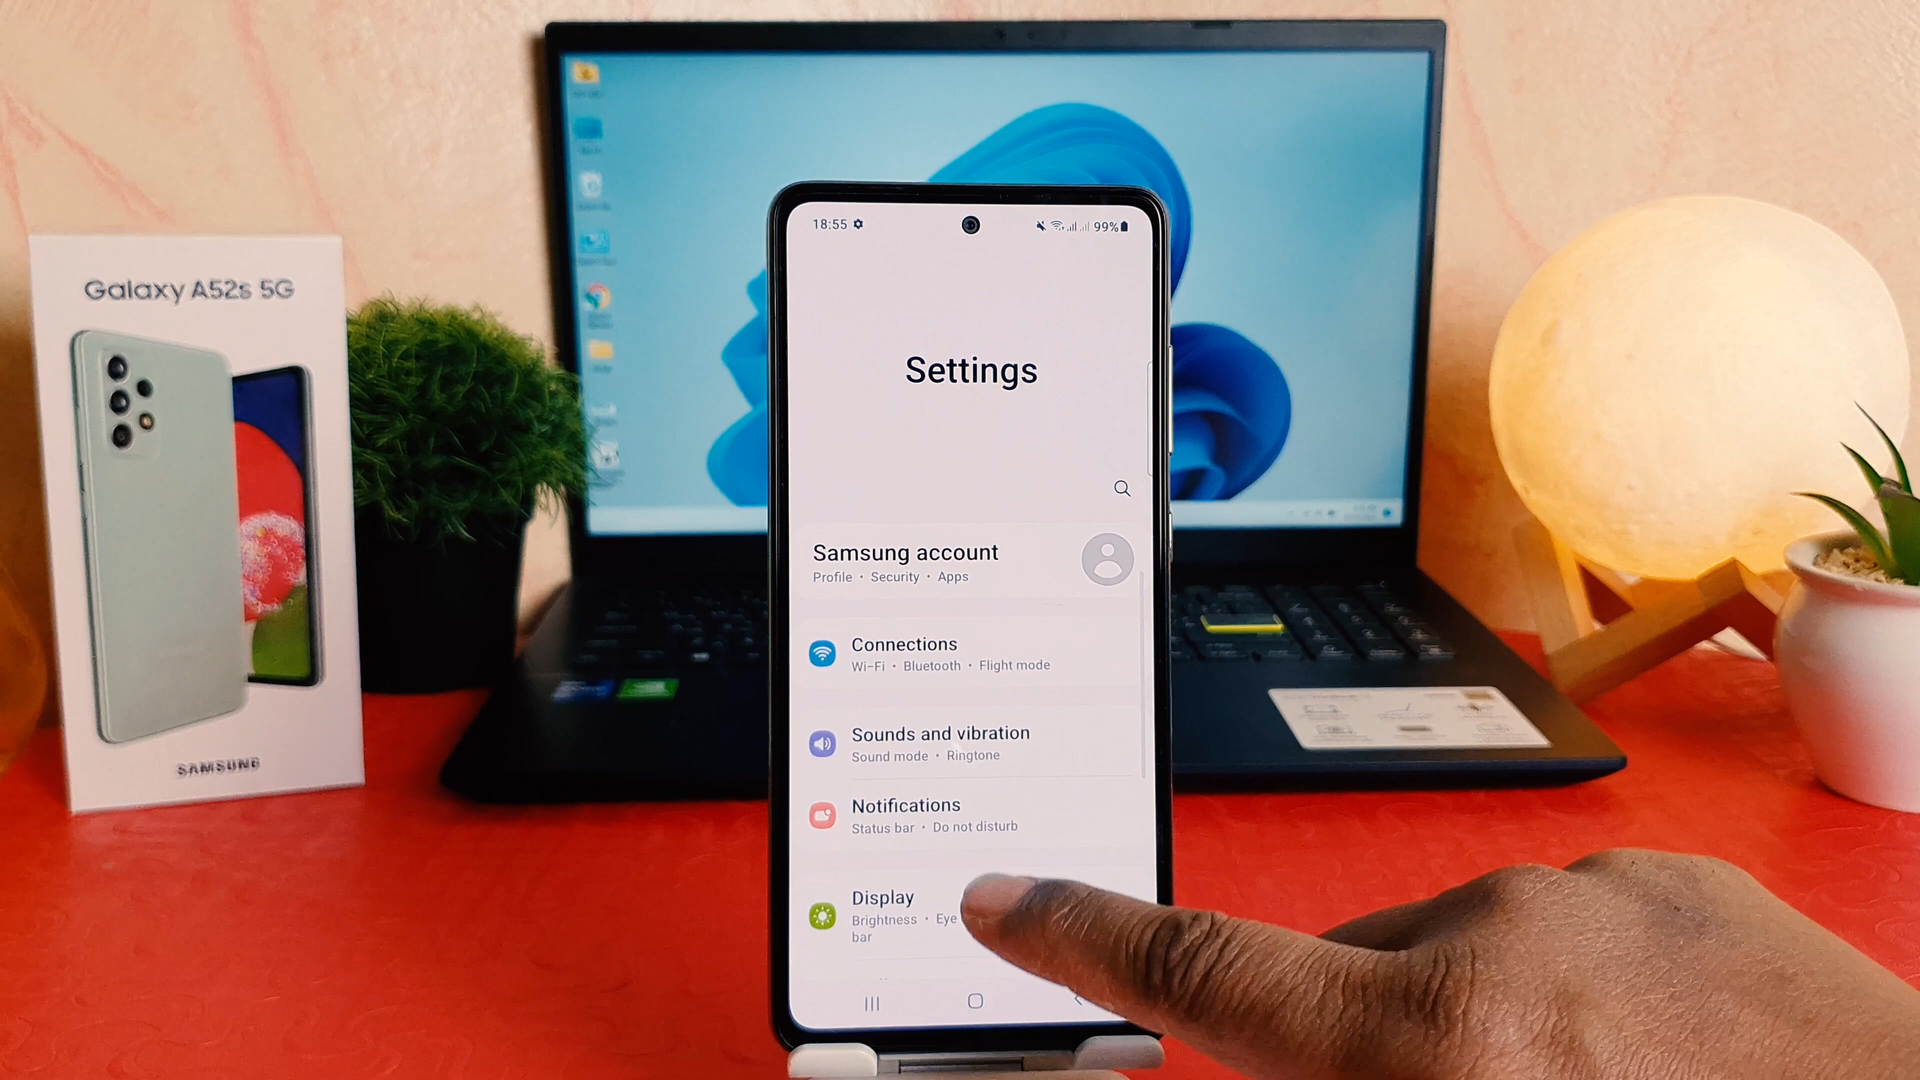 Galaxy A52s 5G
SAMSUNG
18:55
99%
Settings
Samsung account
Profile • Security • Apps
Connections
Wi-Fi • Bluetooth • Flight mode
Sounds and vibration
Sound mode • Ringtone
Notifications
Status bar • Do not disturb
Display
Brightness • Eye
bar